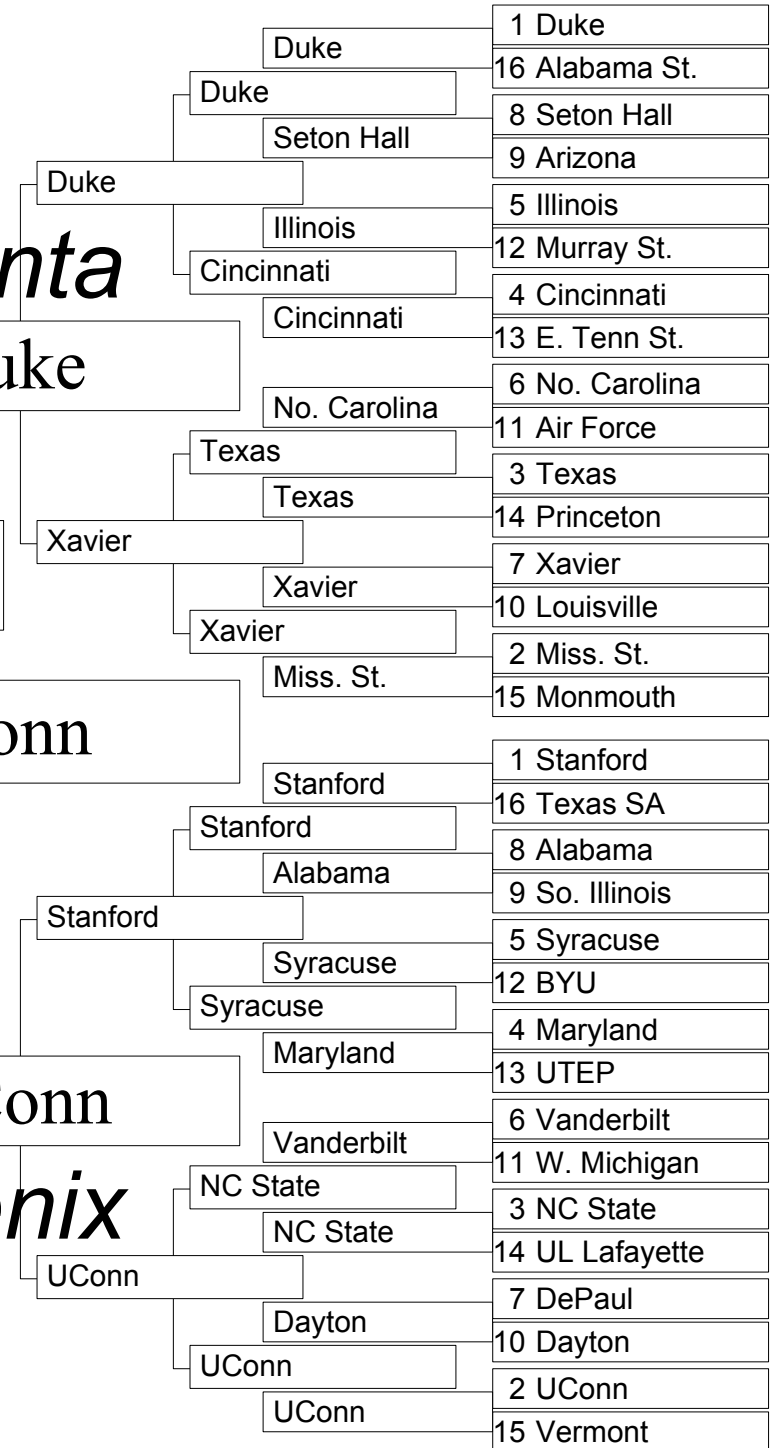 1 Duke
Duke
16 Alabama St.
Duke
8 Seton Hall
Seton Hall
9 Arizona
Duke
5 Illinois
Illinois
12 Murray St.
nta
Cincinnati
4 Cincinnati
Cincinnati
13 E. Tenn St.
uke
6 No. Carolina
No. Carolina
11 Air Force
Texas
3 Texas
Texas
14 Princeton
Xavier
7 Xavier
Xavier
10 Louisville
Xavier
2 Miss. St.
Miss. St.
15 Monmouth
onn
1 Stanford
Stanford
16 Texas SA
Stanford
8 Alabama
Alabama
9 So. Illinois
Stanford
5 Syracuse
Syracuse
12 BYU
Syracuse
4 Maryland
Maryland
13 UTEP
onn
6 Vanderbilt
Vanderbilt
11 W. Michigan
NC State
3 NC State
nix
NC State
14 UL Lafayette
UConn
7 DePaul
Dayton
10 Dayton
UConn
2 UConn
UConn
15 Vermont